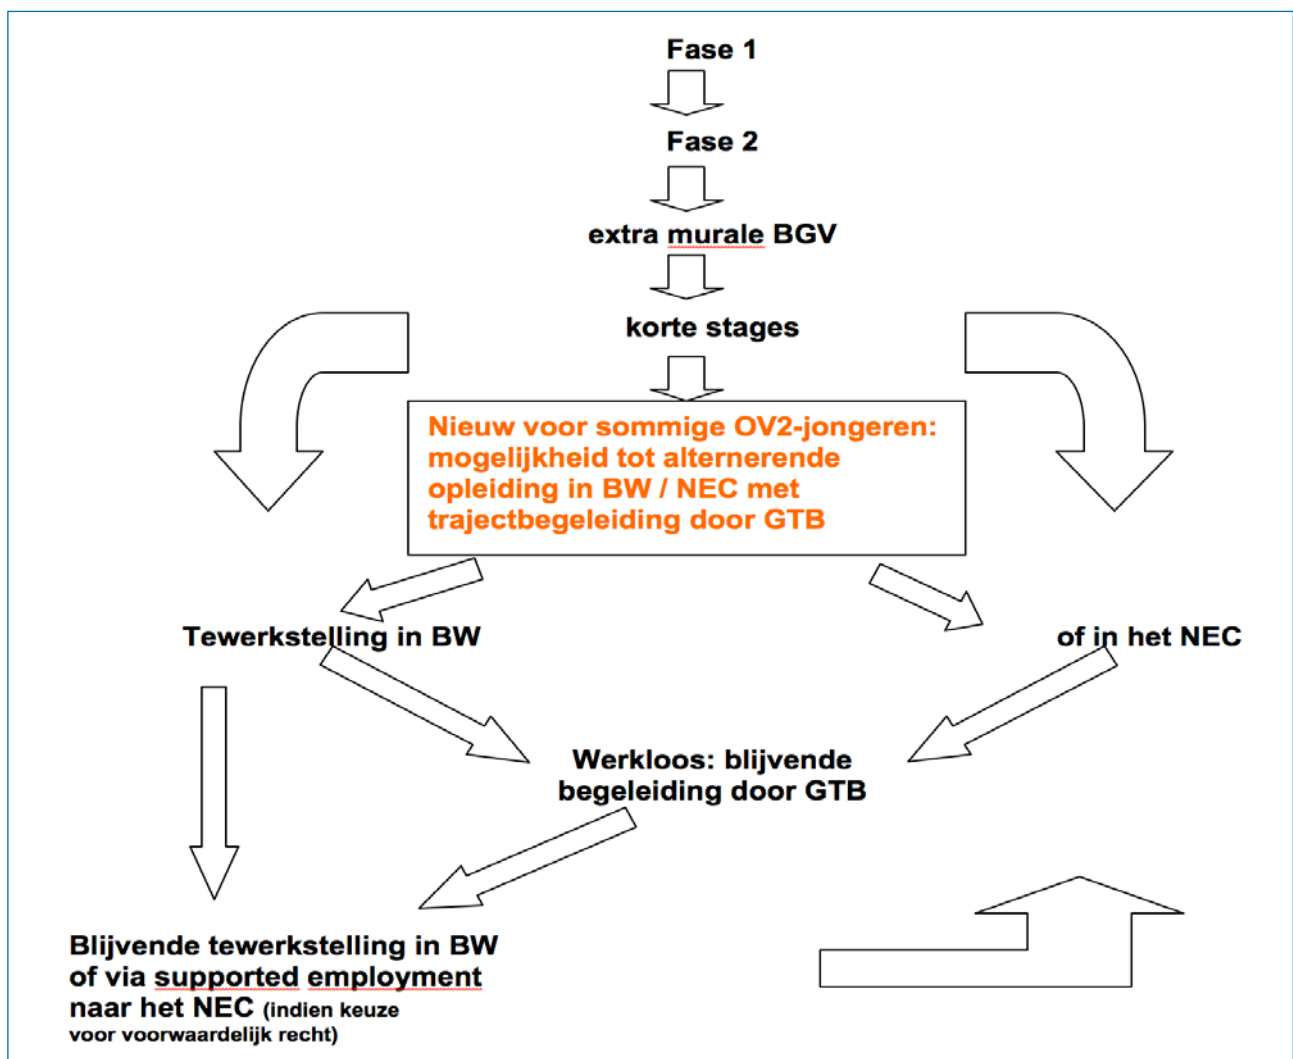 Fase 1
Fase 2
extra murale BGV
korte stages
Nieuw voor sommige OV2-jongeren:
mogelijkheid tot alternerende
opleiding in BW / NEC met
trajectbegeleiding door GTB
Tewerkstelling in BW
of in het NEC
Werkloos: blijvende
begeleiding door GTB
Blijvende tewerkstelling in BW
of via supported employment
naar het NEC (indien keuze
voor voorwaardelijk recht)